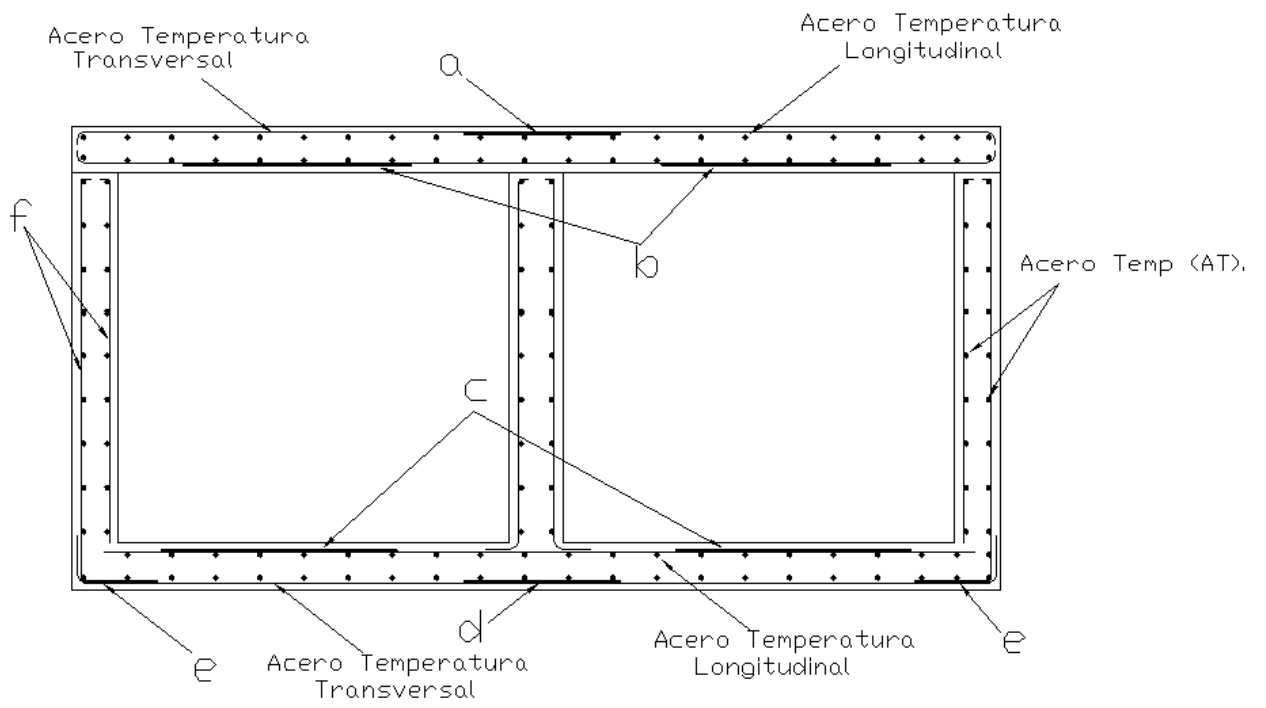 Acero Temperatura
Transversal
a
Acero Temperatura
Longitudinal
f
b
Acero Temp (AT).
c
e
Acero Temperatura
Transversal
d
Acero Temperatura
Longitudinal
e